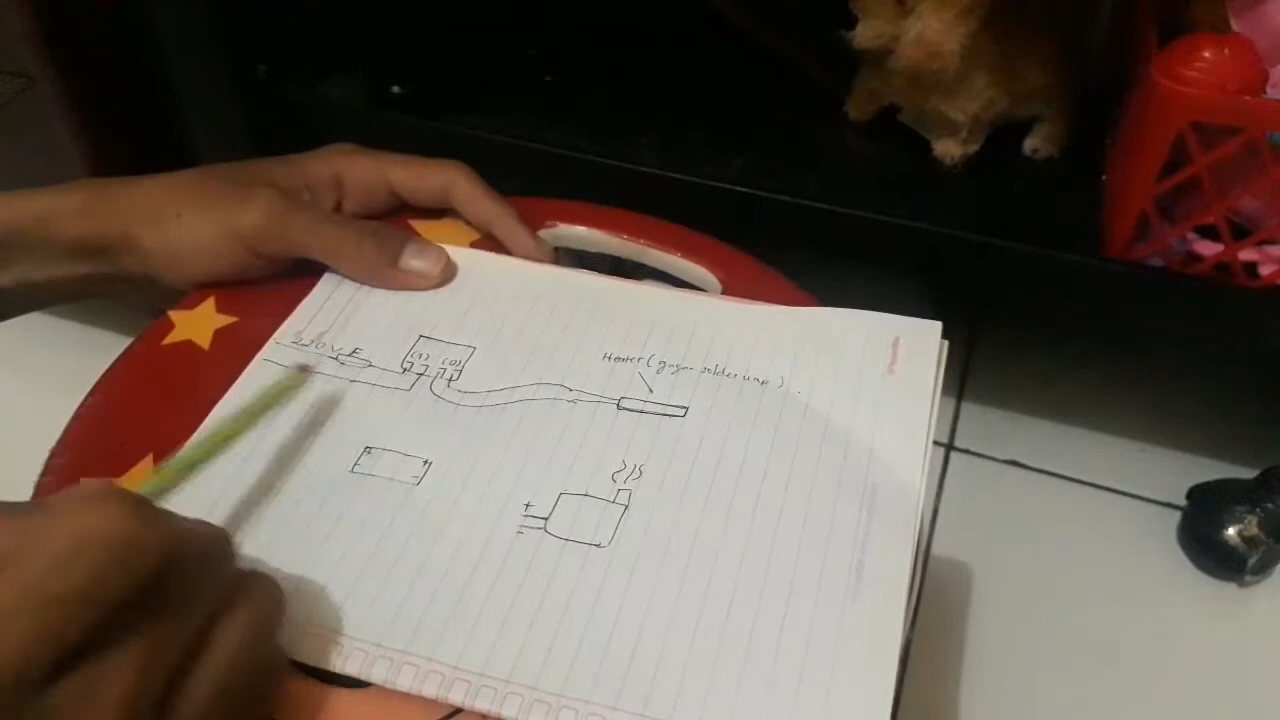 220V F
(1) (0)
Heater (gagang solder uap).
+
-
+ +
- -